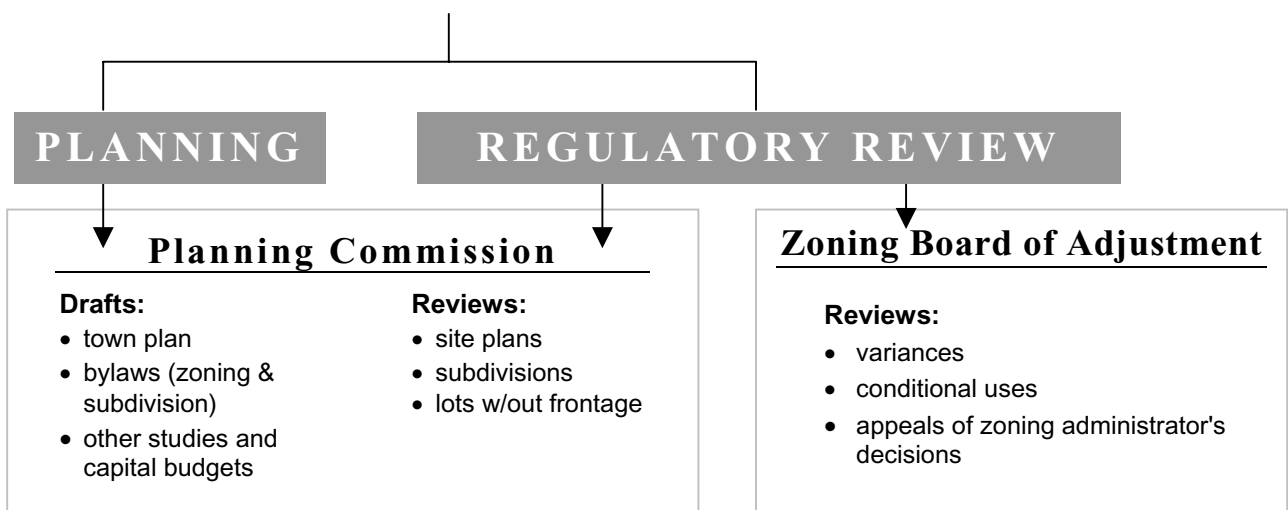 PLANNING
REGULATORY REVIEW
Planning Commission
Drafts:
• town plan
• bylaws (zoning &
subdivision)
• other studies and
capital budgets
Reviews:
• site plans
• subdivisions
• lots w/out frontage
Zoning Board of Adjustment
Reviews:
• variances
• conditional uses
• appeals of zoning administrator's
decisions